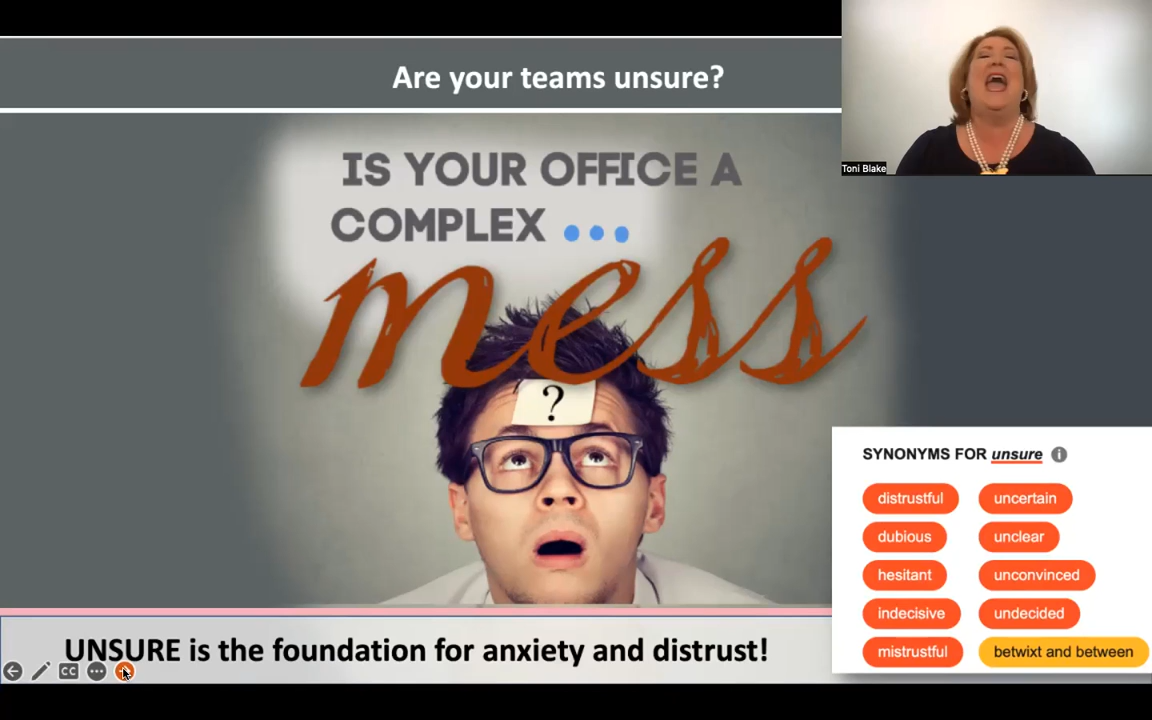 Are your teams unsure?
Toni Blake
IS YOUR OFFICE A
COMPLEX ...
mess
?
SYNONYMS FOR unsure i
distrustful uncertain
dubious unclear
hesitant unconvinced
indecisive undecided
mistrustful betwixt and between
UNSURE is the foundation for anxiety and distrust!
CC